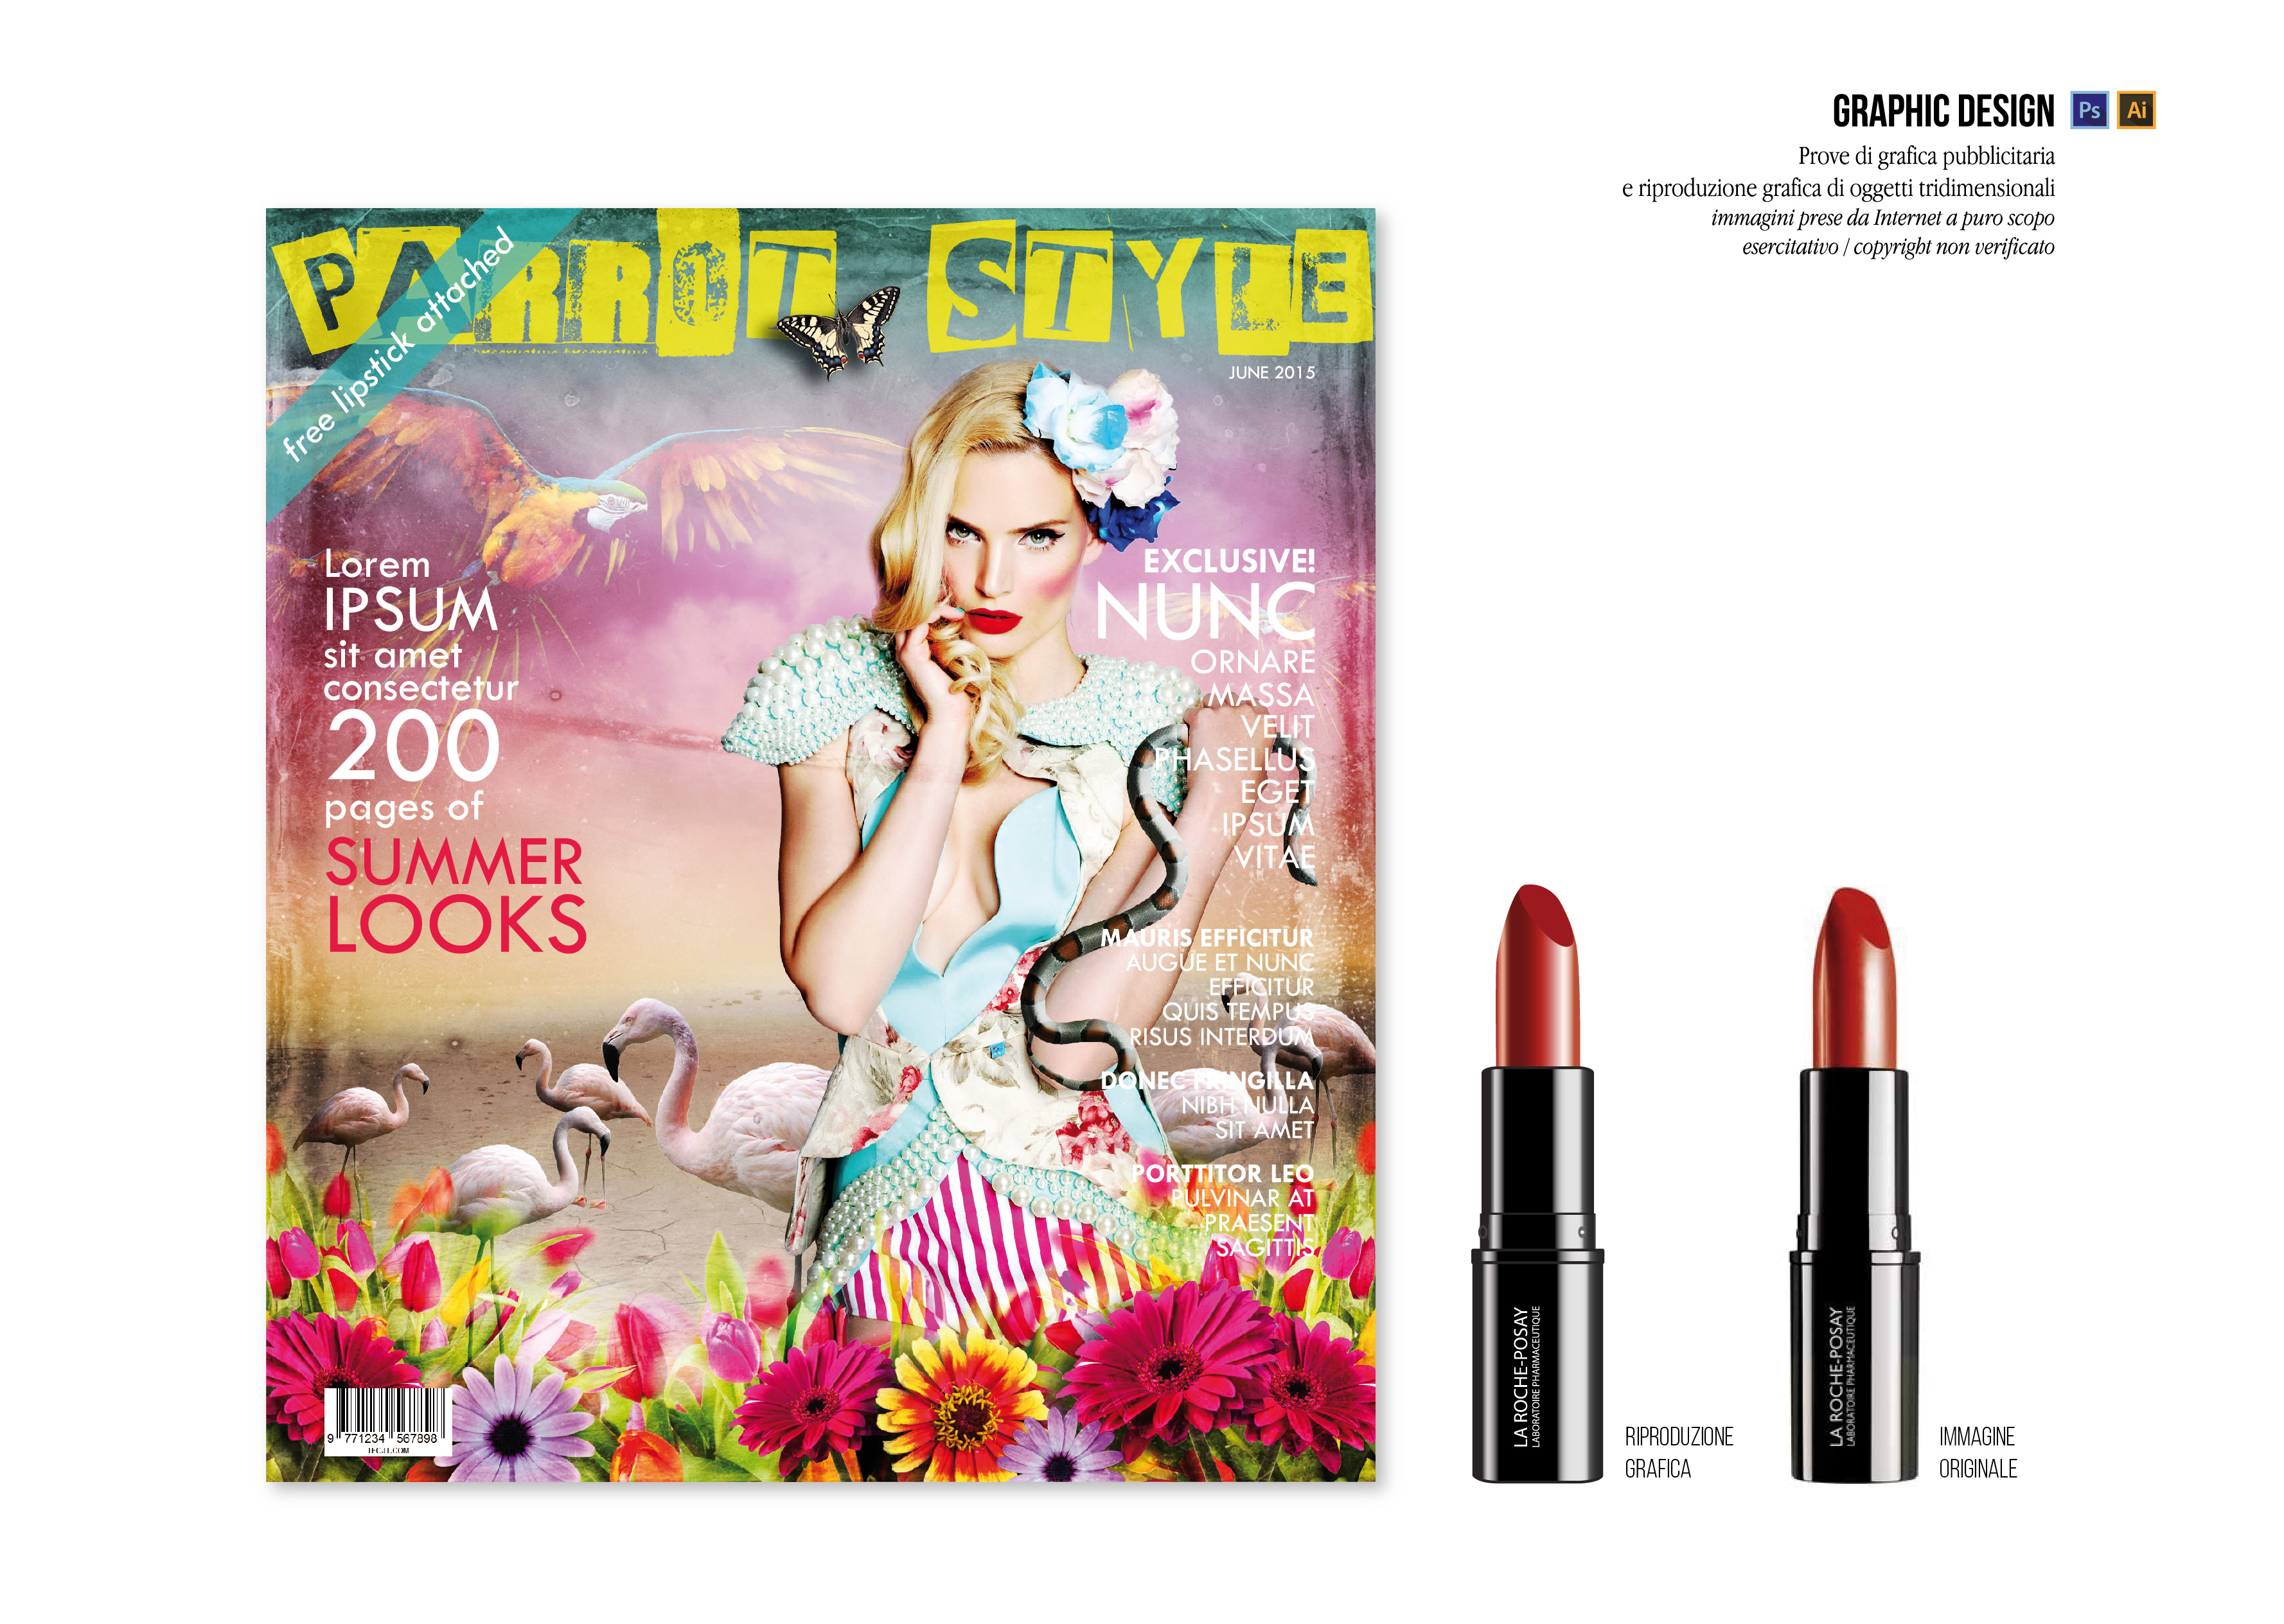 GRAPHIC DESIGN Ps Ai
Prove di grafica pubblicitaria
e riproduzione grafica di oggetti tridimensionali
immagini prese da Internet a puro scopo
esercitativo / copyright non verificato
PARROT STYLE
free lipstick attached
JUNE 2015
Lorem
IPSUM
sit amet
consectetur
200
pages of
SUMMER
LOOKS
EXCLUSIVE!
NUNC
ORNARE
MASSA
VELIT
PHASELLUS
EGET
IPSUM
VITAE
MAURIS EFFICITUR
AUGUE ET NUNC
EFFICITUR
QUIS TEMPUS
RISUS INTERDUM
DONEC FRINGILLA
NIBH NULLA
SIT AMET
PORTTITOR LEO
PULVINAR AT
PRAESENT
SAGITTIS
9 771234 567898
LA ROCHE-POSAY
LABORATOIRE PHARMACEUTIQUE
RIPRODUZIONE
GRAFICA
LA ROCHE-POSAY
LABORATOIRE PHARMACEUTIQUE
IMMAGINE
ORIGINALE